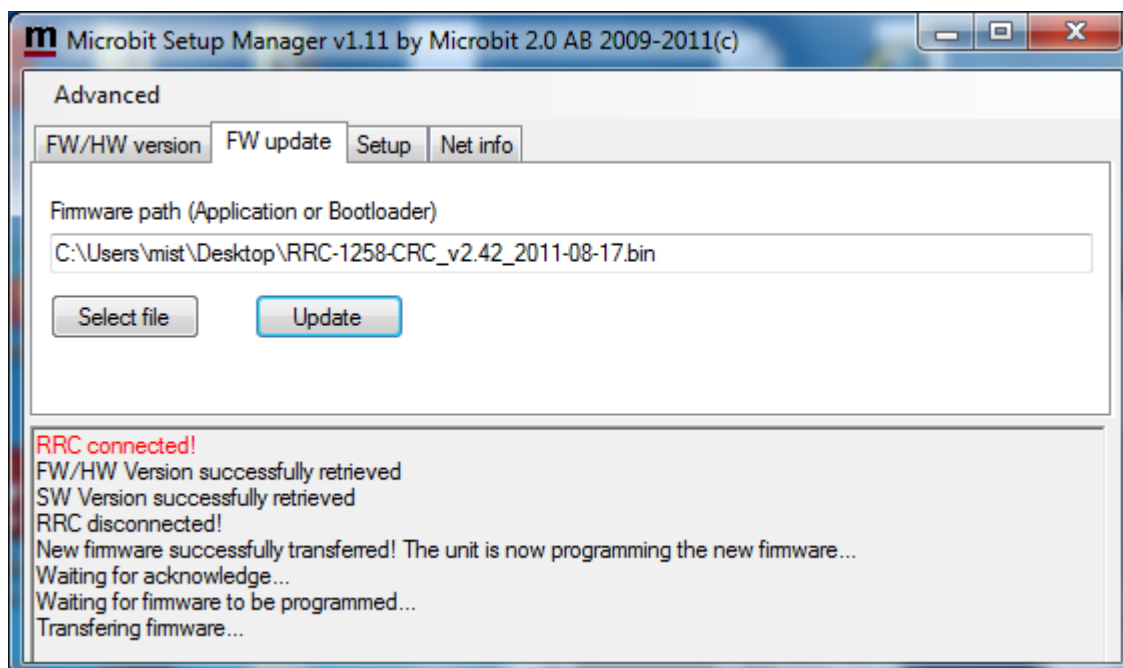 m Microbit Setup Manager v1.11 by Microbit 2.0 AB 2009-2011(c)
Advanced
FW/HW version FW update Setup Net info
Firmware path (Application or Bootloader)
C:\Users\mist\Desktop\RRC-1258-CRC_v2.42_2011-08-17.bin
Select file Update
RRC connected!
FW/HW Version successfully retrieved
SW Version successfully retrieved
RRC disconnected!
New firmware successfully transferred! The unit is now programming the new firmware...
Waiting for acknowledge...
Waiting for firmware to be programmed...
Transfering firmware...